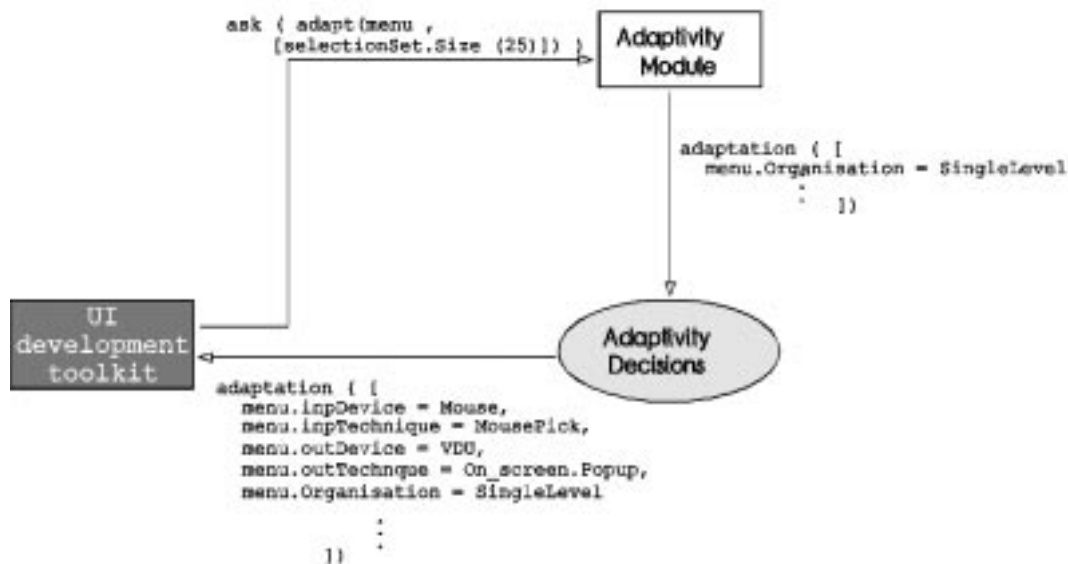 ask ( adapt(menu ,
[selectionSet.Size (25)]) )
Adaptivity
Module
adaptation ( [
menu.Organisation = SingleLevel
:
])
UI
development
toolkit
Adaptivity
Decisions
adaptation ( [
menu.inpDevice = Mouse,
menu.inpTechnique = MousePick,
menu.outDevice = VDU,
menu.outTechnque = On_screen.Popup,
menu.Organisation = SingleLevel
:
])